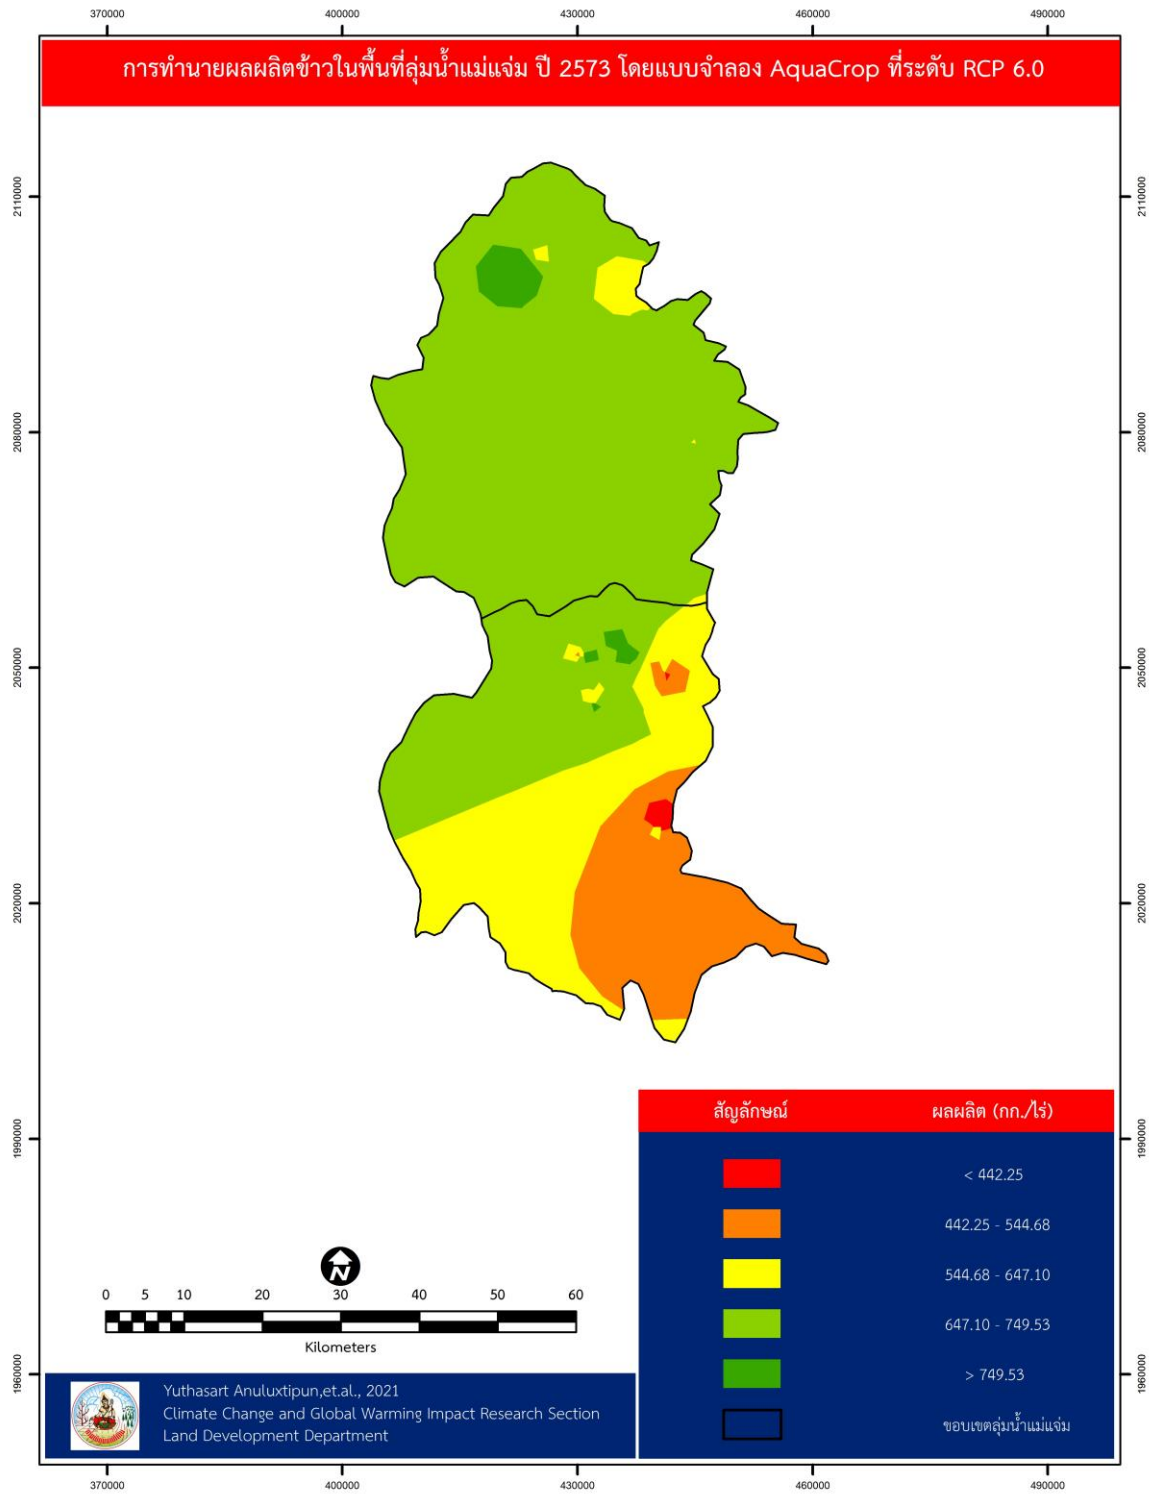 370000 400000 430000 460000 490000
การทำนายผลผลิตข้าวในพื้นที่ลุ่มน้ำแม่แจ่ม ปี 2573 โดยแบบจำลอง AquaCrop ที่ระดับ RCP 6.0
2110000 2110000
2080000 2080000
2050000 2050000
2020000 2020000
1990000 1990000
1960000 1960000
สัญลักษณ์ ผลผลิต (กก./ไร่)
< 442.25
442.25 - 544.68
544.68 - 647.10
647.10 - 749.53
> 749.53
ขอบเขตลุ่มน้ำแม่แจ่ม
N
0 5 10 20 30 40 50 60
Kilometers
Yuthasart Anuluxtipun,et.al., 2021
Climate Change and Global Warming Impact Research Section
Land Development Department
370000 400000 430000 460000 490000